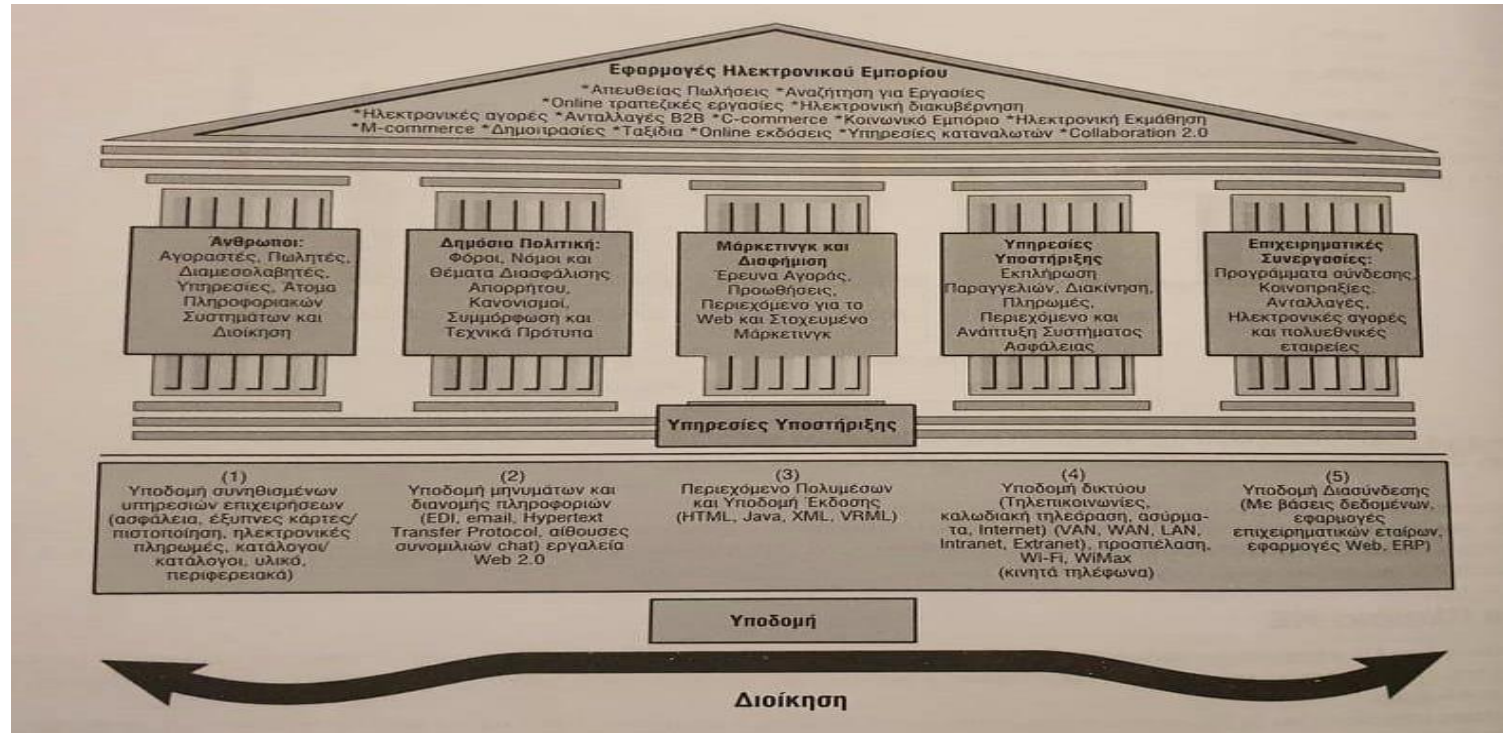 Εφαρμογές Ηλεκτρονικού Εμπορίου
*Απευθείας Πωλήσεις *Αναζήτηση για Εργασίες
*Online τραπεζικές εργασίες *Ηλεκτρονική διακυβέρνηση
*Ηλεκτρονικές αγορές *Ανταλλαγές B2B *C-commerce *Κοινωνικό Εμπόριο *Ηλεκτρονική Εκμάθηση
*M-commerce *Δημοπρασίες *Ταξίδια *Online εκδόσεις *Υπηρεσίες καταναλωτών *Collaboration 2.0
Άνθρωποι:
Αγοραστές, Πωλητές,
Διαμεσολαβητές,
Υπηρεσίες, Άτομα
Πληροφοριακών
Συστημάτων και
Διοίκηση
Δημόσια Πολιτική:
Φόροι, Νόμοι και
Θέματα Διασφάλισης
Απορρήτου,
Κανονισμοί,
Συμμόρφωση και
Τεχνικά Πρότυπα
Μάρκετινγκ και
Διαφήμιση
Έρευνα Αγοράς,
Προωθήσεις,
Περιεχόμενο για το
Web και Στοχευμένο
Μάρκετινγκ
Υπηρεσίες
Υποστήριξης
Εκπλήρωση
Παραγγελιών, Διακίνηση,
Πληρωμές,
Περιεχόμενο και
Ανάπτυξη Συστήματος
Ασφάλειας
Επιχειρηματικές
Συνεργασίες:
Προγράμματα σύνδεσης,
Κοινοπραξίες,
Ανταλλαγές,
Ηλεκτρονικές αγορές
και πολυεθνικές
εταιρείες
Υπηρεσίες Υποστήριξης
(1)
Υποδομή συνηθισμένων
υπηρεσιών επιχειρήσεων
(ασφάλεια, έξυπνες κάρτες/
πιστοποίηση, ηλεκτρονικές
πληρωμές, κατάλογοι/
κατάλογοι, υλικό,
περιφερειακά)
(2)
Υποδομή μηνυμάτων και
διανομής πληροφοριών
(EDI, email, Hypertext
Transfer Protocol, αίθουσες
συνομιλιών chat) εργαλεία
Web 2.0
(3)
Περιεχόμενο Πολυμέσων
και Υποδομή Έκδοσης
(HTML, Java, XML, VRML)
(4)
Υποδομή δικτύου
(Τηλεπικοινωνίες,
καλωδιακή τηλεόραση, ασύρμα-
τα, Internet) (VAN, WAN, LAN,
Intranet, Extranet), προσπέλαση,
Wi-Fi, WiMax
(κινητά τηλέφωνα)
(5)
Υποδομή Διασύνδεσης
(Με βάσεις δεδομένων,
εφαρμογές
επιχειρηματικών εταίρων,
εφαρμογές Web, ERP)
Υποδομή
Διοίκηση